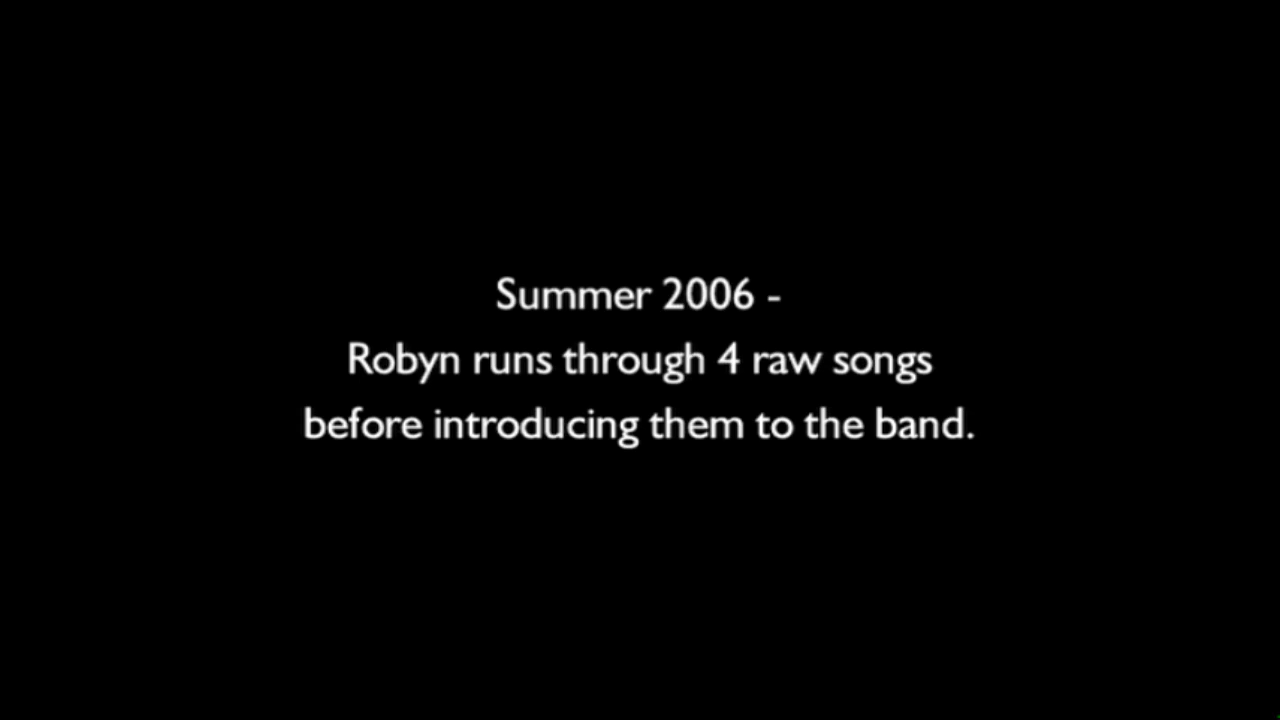 Summer 2006 -
Robyn runs through 4 raw songs
before introducing them to the band.